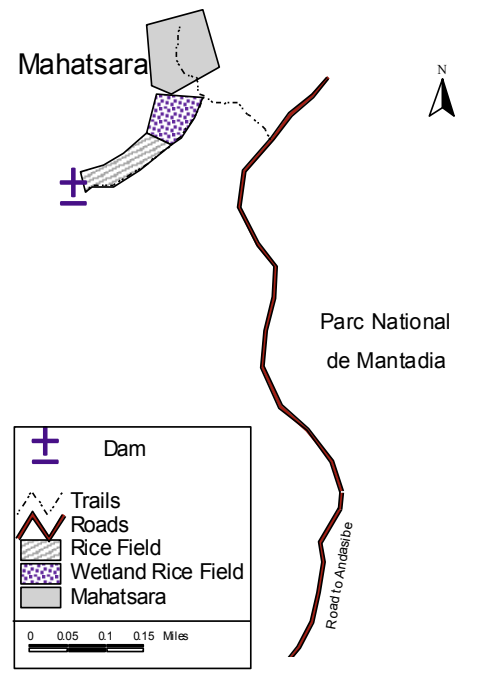 Mahatsara
N
Parc National
de Mantadia
Road to Andasibe
Dam
Trails
Roads
Rice Field
Wetland Rice Field
Mahatsara
0 0.05 0.1 0.15 Miles